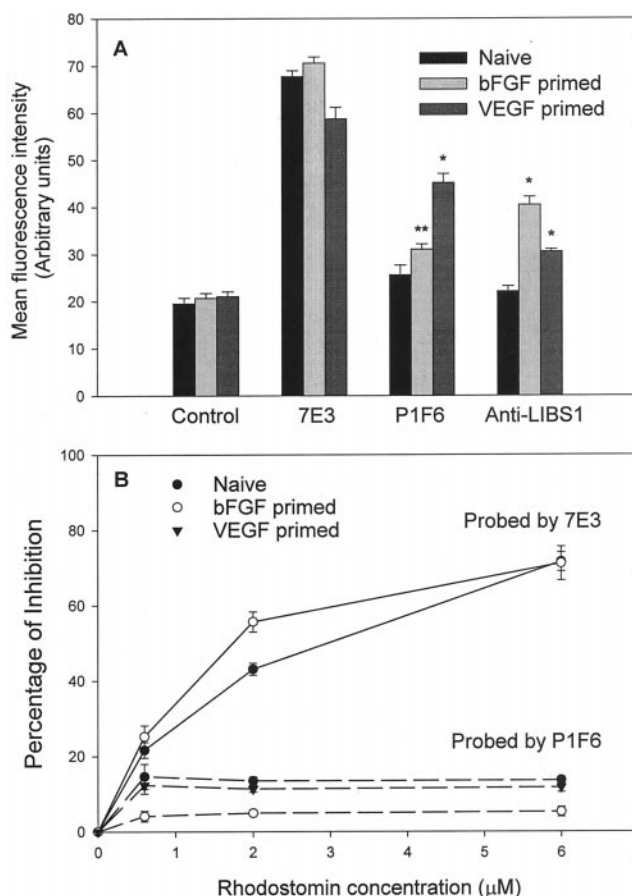 A
Naive
bFGF primed
VEGF primed
Mean fluorescence intensity
(Arbitrary units)
80
70
60
50
40
30
20
10
0
*
**
*
*
Control 7E3 P1F6 Anti-LIBS1
B
Naive
bFGF primed
VEGF primed
Probed by 7E3
Probed by P1F6
Percentage of Inhibition
100
80
60
40
20
0
0 1 2 3 4 5 6
Rhodostomin concentration (μM)